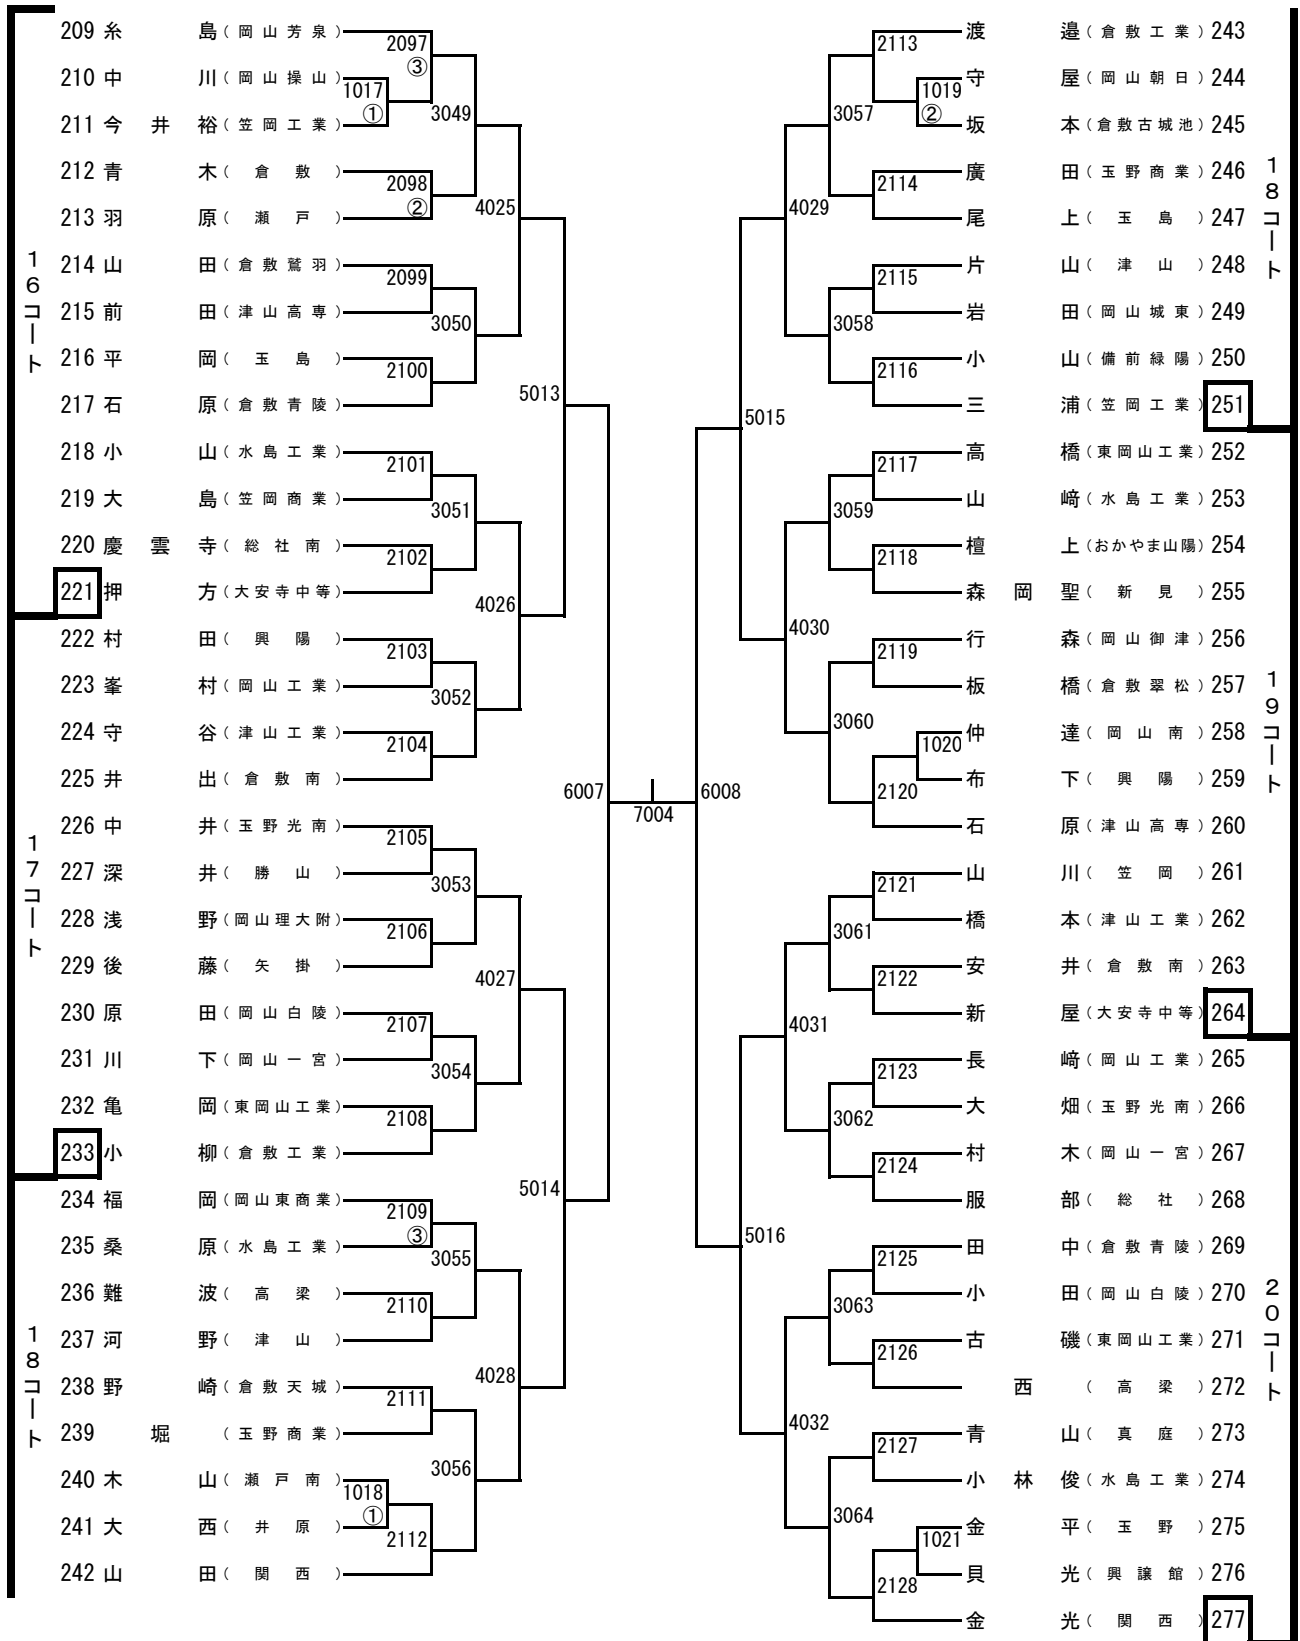 209 糸島(岡山芳泉)
210 中川(岡山操山)
211 今井裕(笠岡工業)
212 青木(倉敷)
213 羽原(瀬戸)
214 山田(倉敷鷲羽)
215 前田(津山高専)
216 平岡(玉島)
217 石原(倉敷青陵)
218 小山(水島工業)
219 大島(笠岡商業)
220 慶雲寺(総社南)
221 押方(大安寺中等)
222 村田(興陽)
223 峯村(岡山工業)
224 守谷(津山工業)
225 井出(倉敷南)
226 中井(玉野光南)
227 深井(勝山)
228 浅野(岡山理大附)
229 後藤(矢掛)
230 原田(岡山白陵)
231 川下(岡山一宮)
232 亀岡(東岡山工業)
233 小柳(倉敷工業)
234 福岡(岡山東商業)
235 桑原(水島工業)
236 難波(高梁)
237 河野(津山)
238 野崎(倉敷天城)
239 堀(玉野商業)
240 木山(瀬戸南)
241 大西(井原)
242 山田(関西)
16コート
17コート
18コート
1017
①
1018
①
2097
③
2098
②
2099
2100
2101
2102
2103
2104
2105
2106
2107
2108
2109
③
2110
2111
2112
3049
3050
3051
3052
3053
3054
3055
3056
4025
4026
4027
4028
5013
5014
6007
7004
6008
5015
5016
4029
4030
4031
4032
3057
3058
3059
3060
3061
3062
3063
3064
2113
2114
2115
2116
2117
2118
2119
2120
2121
2122
2123
2124
2125
2126
2127
2128
1019
②
1020
1021
渡邉(倉敷工業) 243
守屋(岡山朝日) 244
坂本(倉敷古城池) 245
廣田(玉野商業) 246
尾上(玉島) 247
片山(津山) 248
岩田(岡山城東) 249
小山(備前緑陽) 250
三浦(笠岡工業) 251
高橋(東岡山工業) 252
山﨑(水島工業) 253
檀上(おかやま山陽) 254
森岡聖(新見) 255
行森(岡山御津) 256
板橋(倉敷翠松) 257
仲達(岡山南) 258
布下(興陽) 259
石原(津山高専) 260
山川(笠岡) 261
橋本(津山工業) 262
安井(倉敷南) 263
新屋(大安寺中等) 264
長﨑(岡山工業) 265
大畑(玉野光南) 266
村木(岡山一宮) 267
服部(総社) 268
田中(倉敷青陵) 269
小田(岡山白陵) 270
古磯(東岡山工業) 271
西(高梁) 272
青山(真庭) 273
小林俊(水島工業) 274
金平(玉野) 275
貝光(興譲館) 276
金光(関西) 277
18コート
19コート
20コート